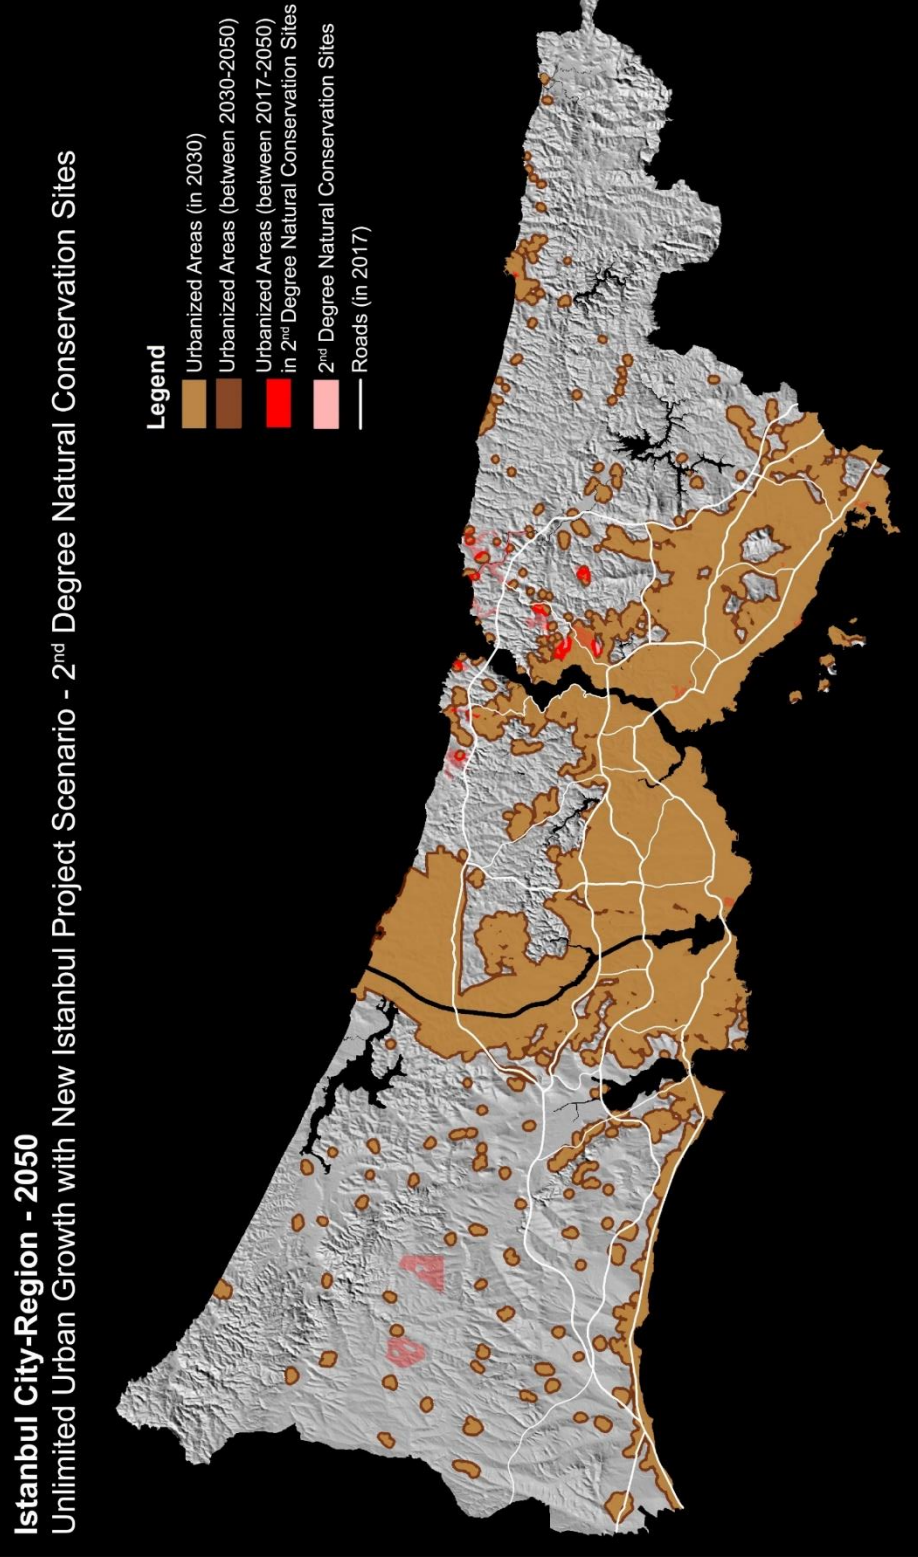 Istanbul City-Region - 2050
Unlimited Urban Growth with New Istanbul Project Scenario - 2nd Degree Natural Conservation Sites
Legend
Urbanized Areas (in 2030)
Urbanized Areas (between 2030-2050)
Urbanized Areas (between 2017-2050)
in 2nd Degree Natural Conservation Sites
2nd Degree Natural Conservation Sites
Roads (in 2017)